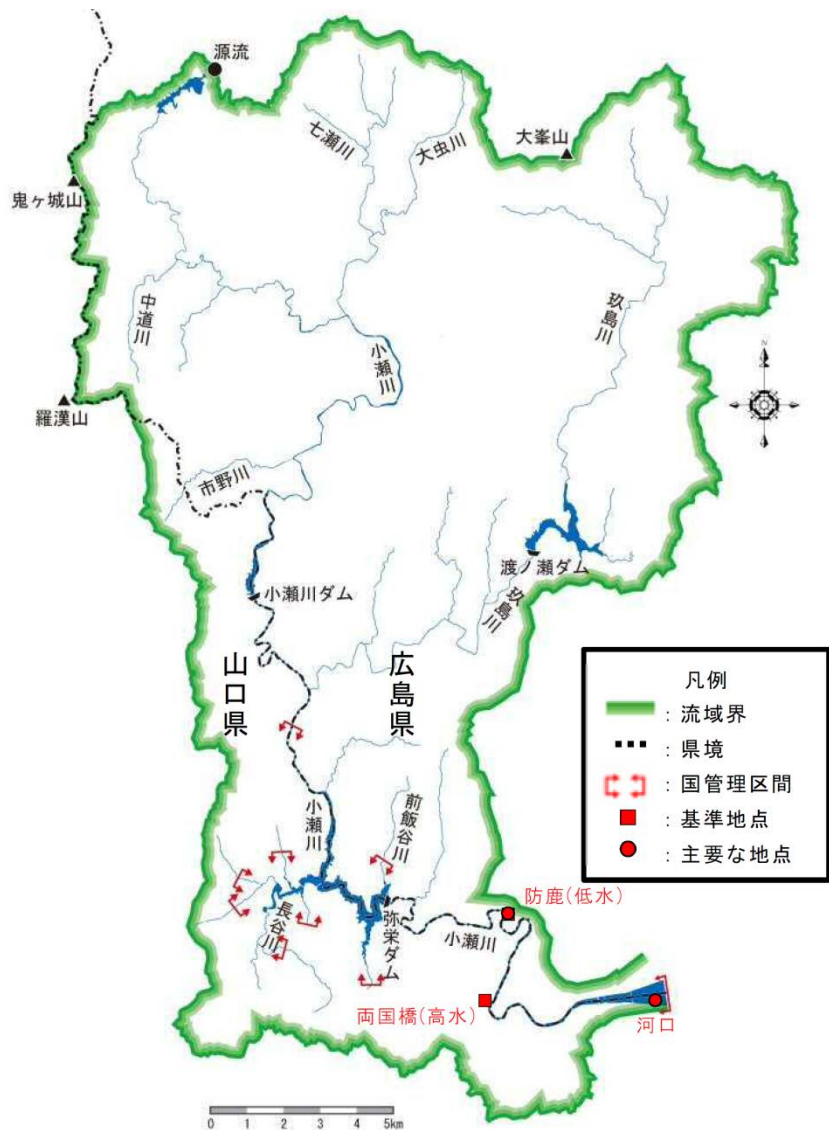 源流
七瀬川
大虫川
大峯山
鬼ヶ城山
中道川
小瀬川
玖島川
羅漢山
N
市野川
渡ノ瀬ダム
小瀬川ダム
玖島川
山口県
広島県
凡例
: 流域界
: 県境
: 国管理区間
: 基準地点
: 主要な地点
小瀬川
前飯谷川
防鹿(低水)
長谷川
弥栄ダム
小瀬川
両国橋(高水)
河口
0 1 2 3 4 5km